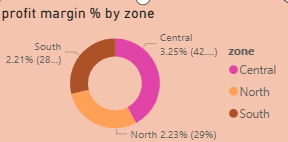 profit margin % by zone
Central
3.25% (42....)
South
2.21% (28...)
North 2.23% (29%)
zone
Central
North
South